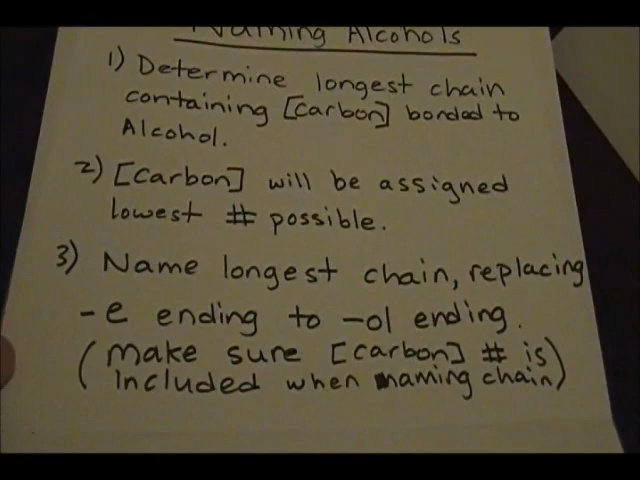 Naming Alcohols
1) Determine longest chain
containing [carbon] bonded to
Alcohol.
2) [carbon] will be assigned
lowest # possible.
3) Name longest chain, replacing
-e ending to -ol ending.
(make sure [carbon] # is
included when naming chain)